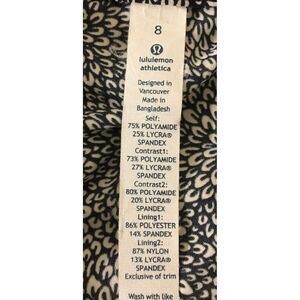 8
lululemon
athletica
Designed in
Vancouver
Made in
Bangladesh
Self:
75% POLYAMIDE
25% LYCRA®
SPANDEX
Contrast1:
73% POLYAMIDE
27% LYCRA®
SPANDEX
Contrast2:
80% POLYAMIDE
20% LYCRA®
SPANDEX
Lining1:
86% POLYESTER
14% SPANDEX
Lining2:
87% NYLON
13% LYCRA®
SPANDEX
Exclusive of trim
Wash with like